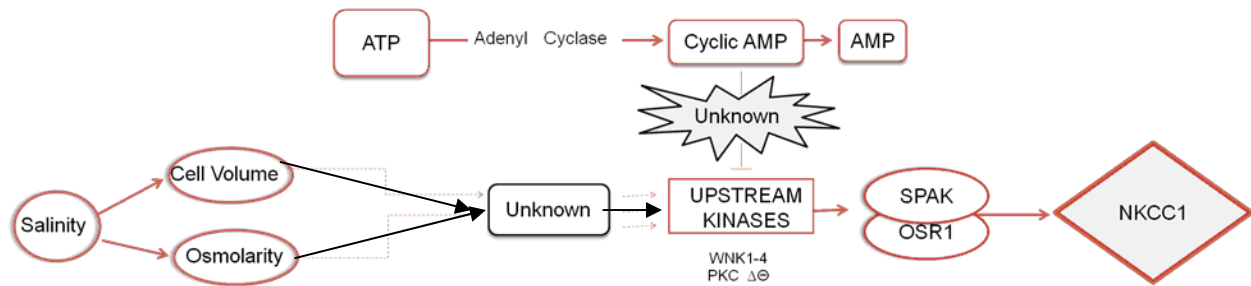 ATP
Adenyl Cyclase
Cyclic AMP
AMP
Unknown
Salinity
Cell Volume
Osmolarity
Unknown
UPSTREAM
KINASES
WNK1-4
PKC ΔΘ
SPAK
OSR1
NKCC1